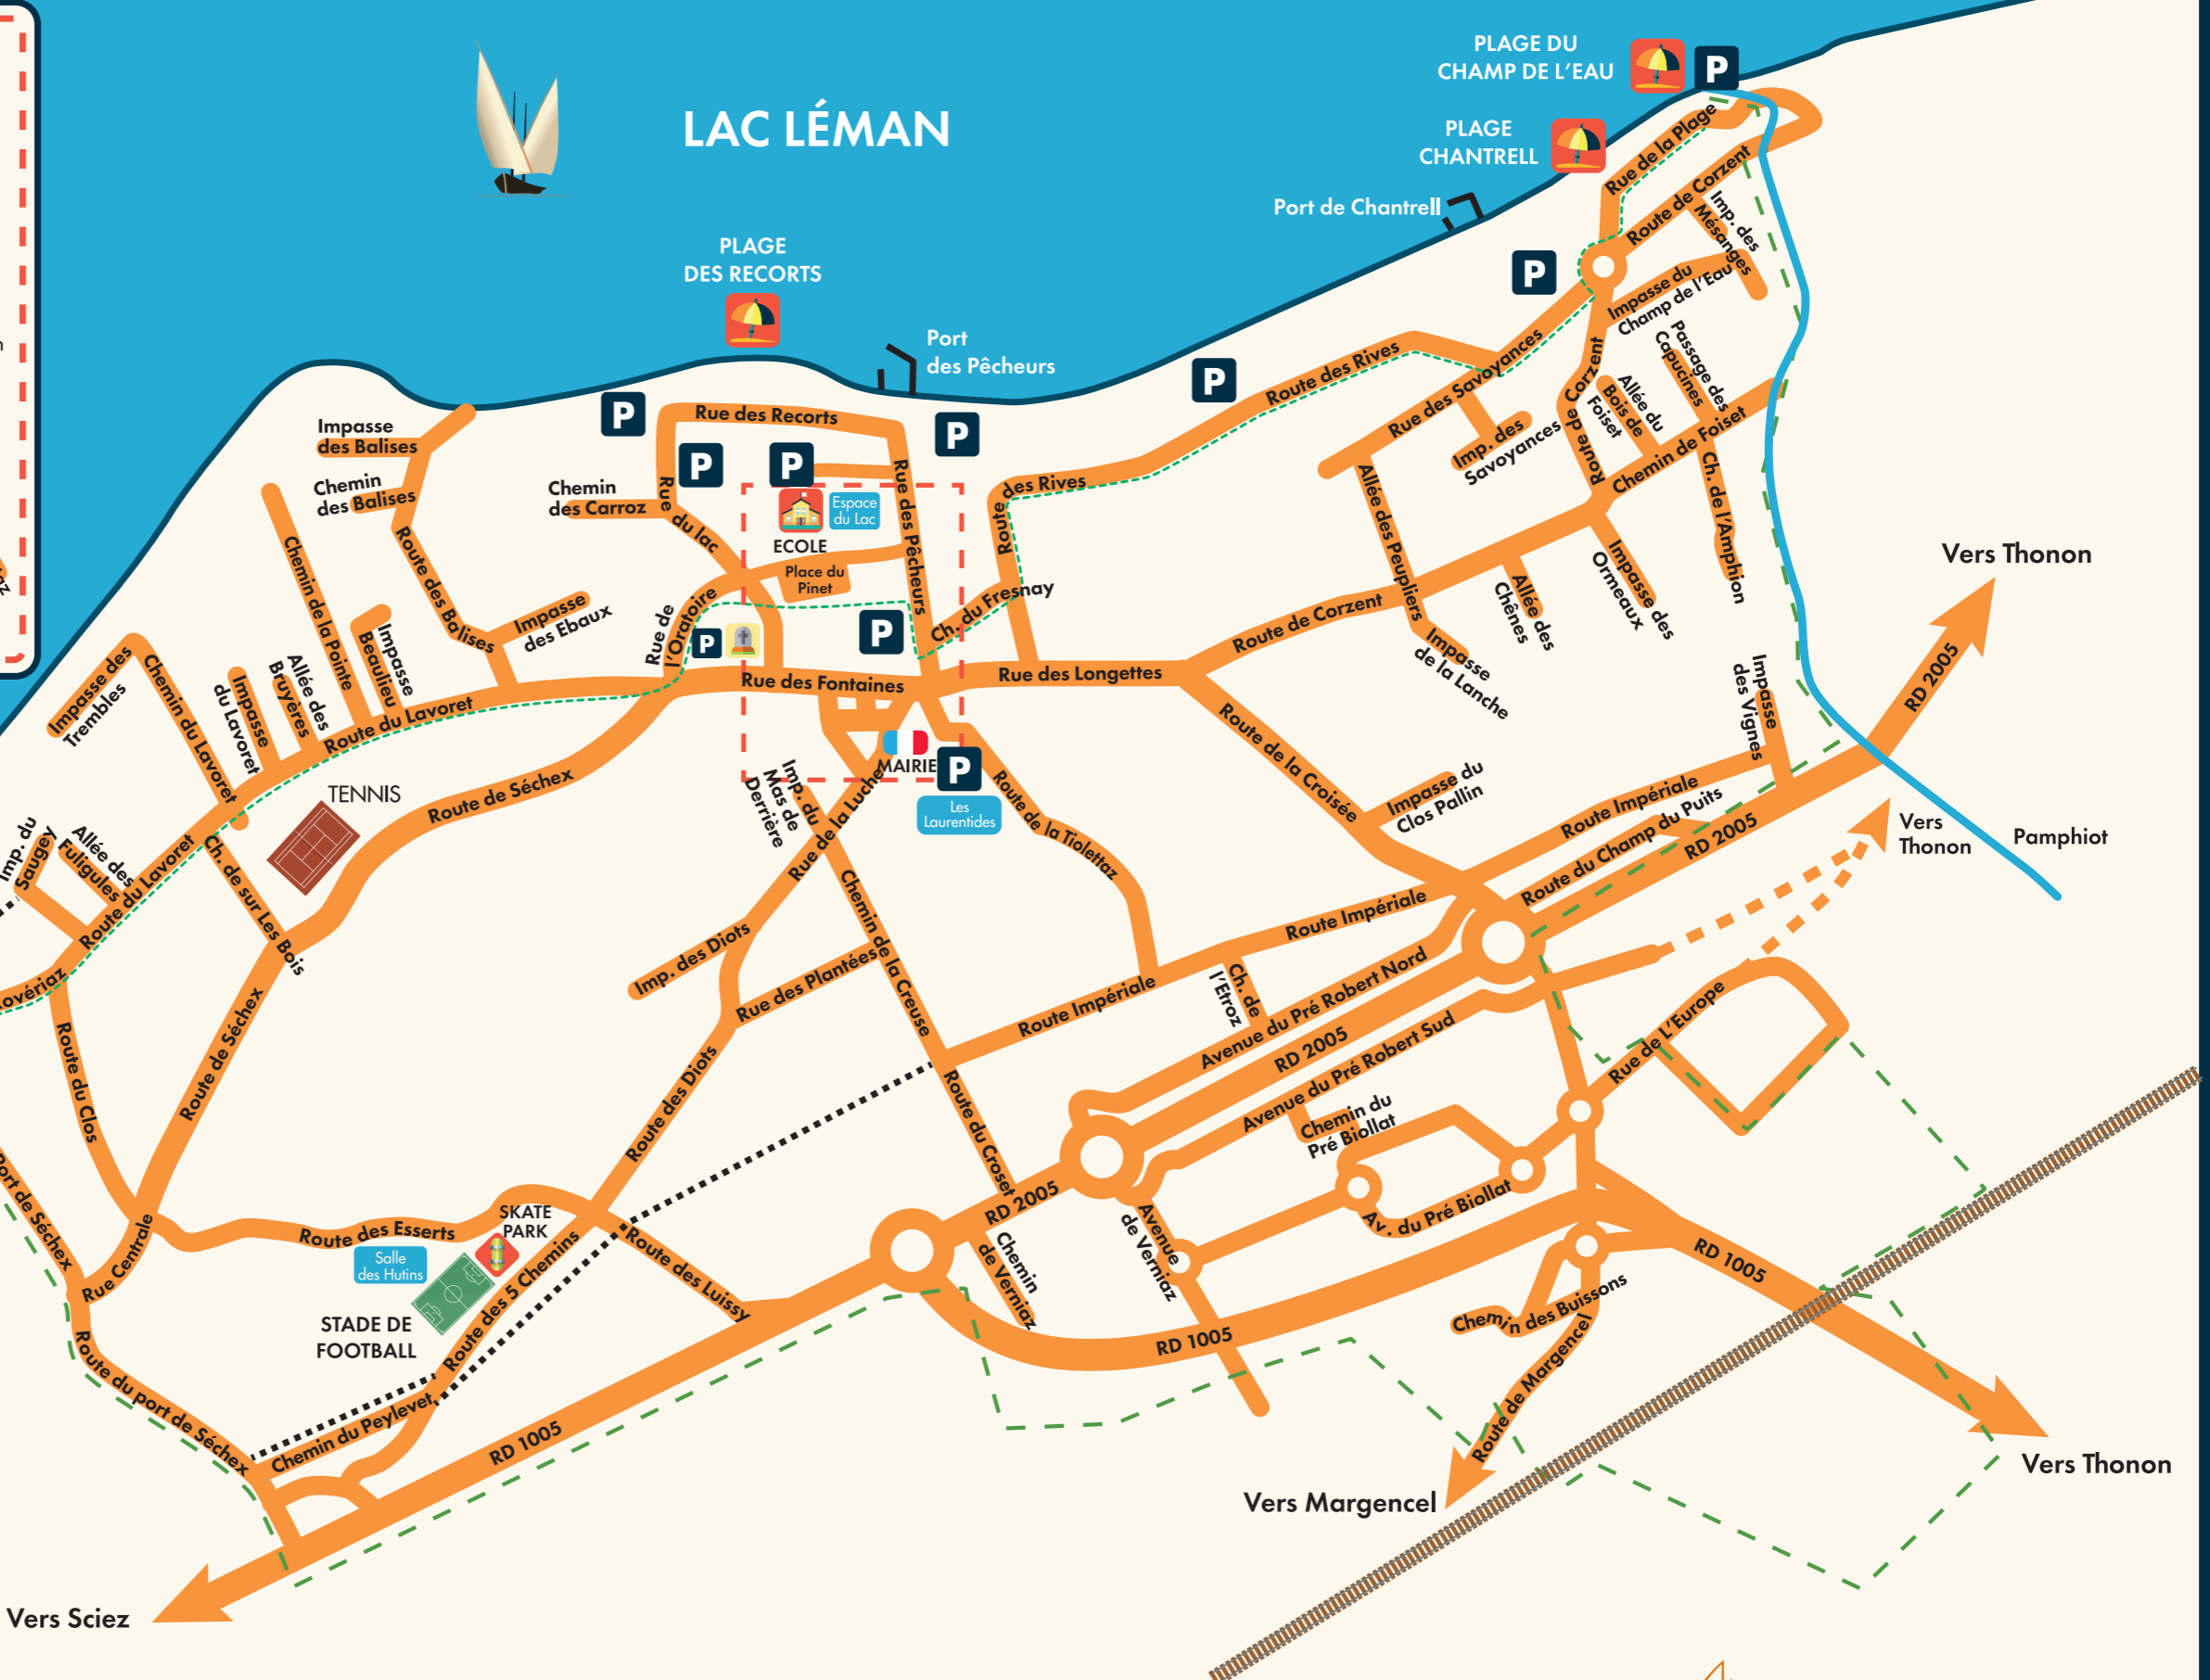 PLAGE DU
CHAMP DE L'EAU
P
PLAGE
CHANTRELL
Port de Chantrell
LAC LÉMAN
Rue de la Plage
Route de Corzent
Imp. des
Mésanges
PLAGE
DES RECORTS
P
Impasse du
Champ de l'Eau
Port
des Pêcheurs
P
Route des Rives
Rue des Savoyances
Passage des
Capucines
Allée du
Bois de
Foiset
Route de Corzent
Imp. des
Savoyances
Chemin de Foiset
Ch. de l'Amphion
Impasse
des Balises
Chemin
des Balises
P
Rue des Recorts
P
P
P
P
Chemin
des Carroz
Rue
du lac
Rue des Pêcheurs
Route
des Rives
Espace
du Lac
ECOLE
Place du
Pinet
Allée des Peupliers
Vers Thonon
Chemin de la Pointe
Route des Balises
Impasse
des Ebaux
Rue de
l'Oratoire
P
P
Ch. du Fresnay
Route de Corzent
Allée des
Chênes
Impasse des
Ormeaux
Impasse
de la Lanche
Impasse des
Trembles
Chemin du Lavoret
Impasse
du Lavoret
Allée des
Bruyères
Impasse
Beaulieu
Route du Lavoret
Rue des Fontaines
Rue des Longettes
Impasse
des Vignes
RD 2005
MAIRIE
P
Les
Laurentides
TENNIS
Route de Séchex
Imp. du
Mas de
Derrière
Rue de la Luche
Route de la Tiolettaz
Route de la Croisée
Impasse du
Clos Pallin
Route Impériale
Route du Champ du Puits
RD 2005
Vers
Thonon
Pamphiot
Imp. du
Saugey
Allée des
Fuligules
Route du Lavoret
Ch. de sur Les Bois
Chemin de la Creuse
Route Impériale
Imp. des Diots
Rue des Plantées
Route Impériale
Ch. de
l'Etroz
Avenue du Pré Robert Nord
RD 2005
Avenue du Pré Robert Sud
Rue de L'Europe
Route du Clos
Route de Séchex
Route des Diots
Route du Croset
Chemin du
Pré Biollat
Av. du Pré Biollat
Port de Séchex
Rue Centrale
Route des Esserts
SKATE
PARK
Salle
des Hutins
STADE DE
FOOTBALL
Route des 5 Chemins
Route des Luissy
RD 2005
Chemin
de Verniaz
Avenue
de Verniaz
RD 1005
RD 1005
Chemin des Buissons
Route de Margencel
Route du port de Séchex
Chemin du Peylevet
RD 1005
Vers Margencel
Vers Thonon
Vers Sciez